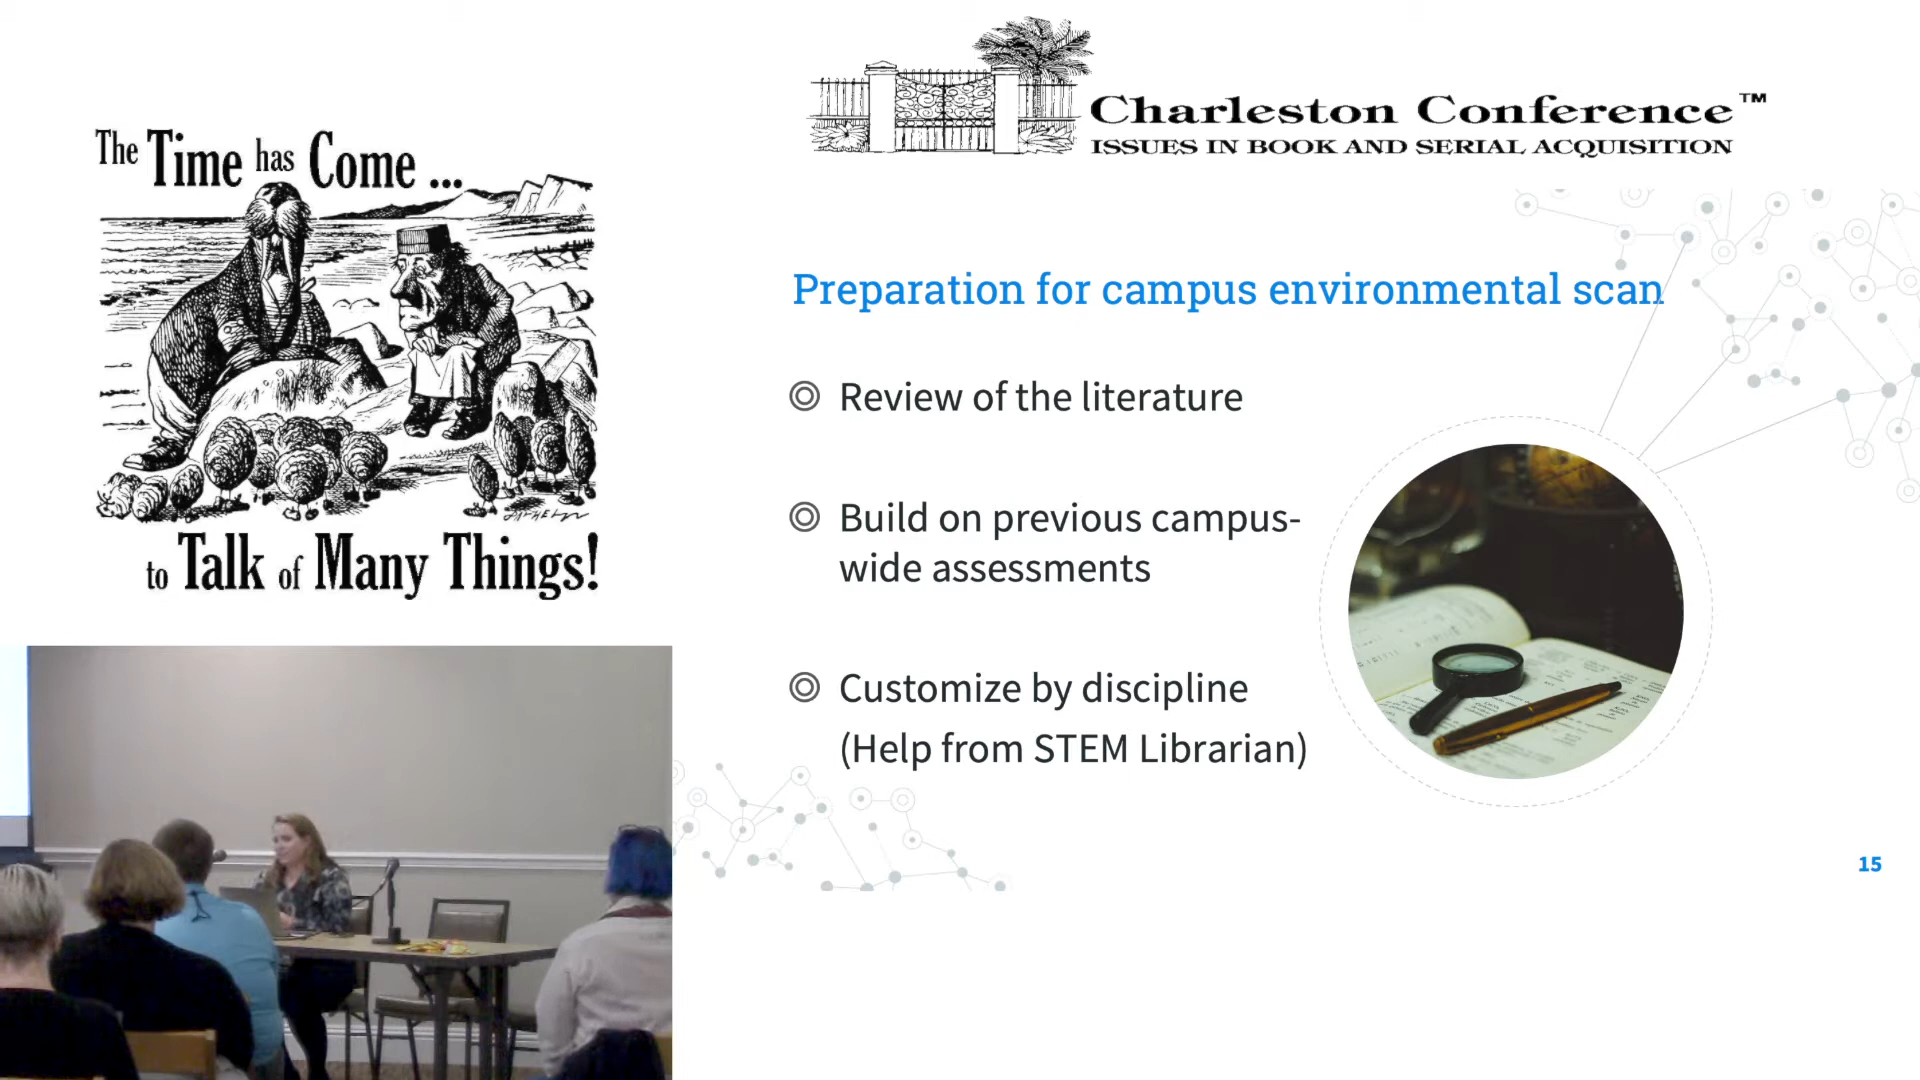 The Time has Come ...
to Talk of Many Things!
Charleston Conference™
ISSUES IN BOOK AND SERIAL ACQUISITION
Preparation for campus environmental scan
Review of the literature
Build on previous campus-
wide assessments
Customize by discipline
(Help from STEM Librarian)
15